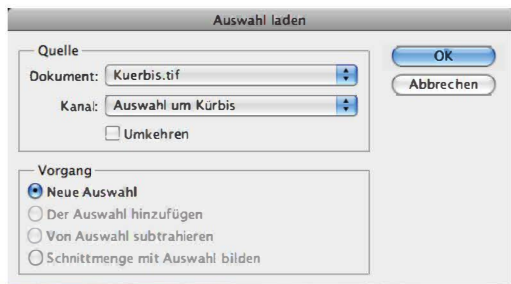 Auswahl laden
Quelle
Dokument: Kuerbis.tif
Kanal: Auswahl um Kürbis
Umkehren
Vorgang
Neue Auswahl
Der Auswahl hinzufügen
Von Auswahl subtrahieren
Schnittmenge mit Auswahl bilden
OK
Abbrechen